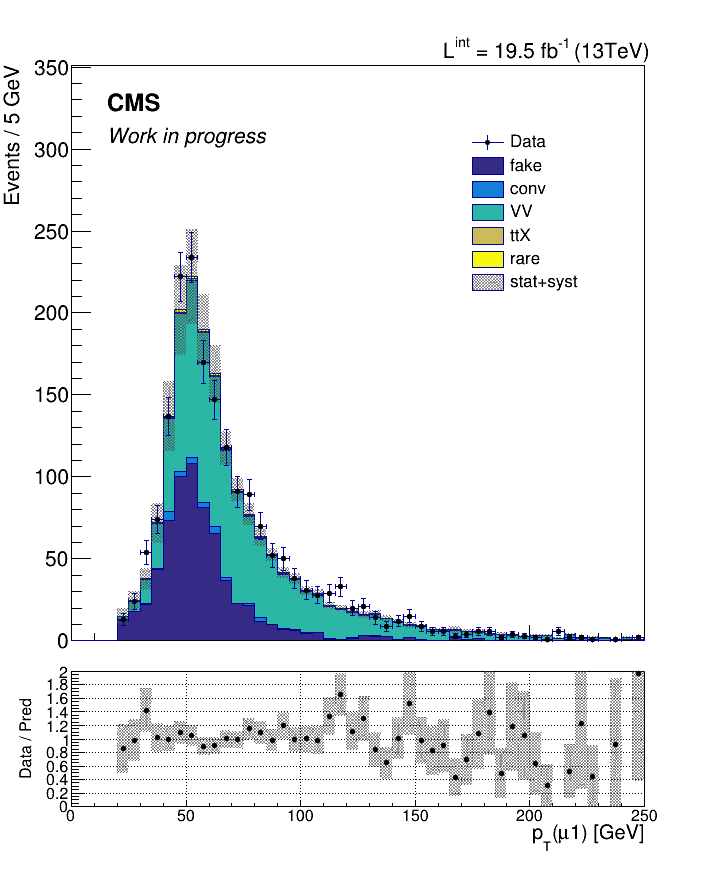 L^int = 19.5 fb^-1 (13TeV)
Events / 5 GeV
350
300
250
200
150
100
50
0
CMS
Work in progress
Data
fake
conv
VV
ttX
rare
stat+syst
Data / Pred
2
1.8
1.6
1.4
1.2
1
0.8
0.6
0.4
0.2
0
0 50 100 150 200 250
p_T(μ1) [GeV]